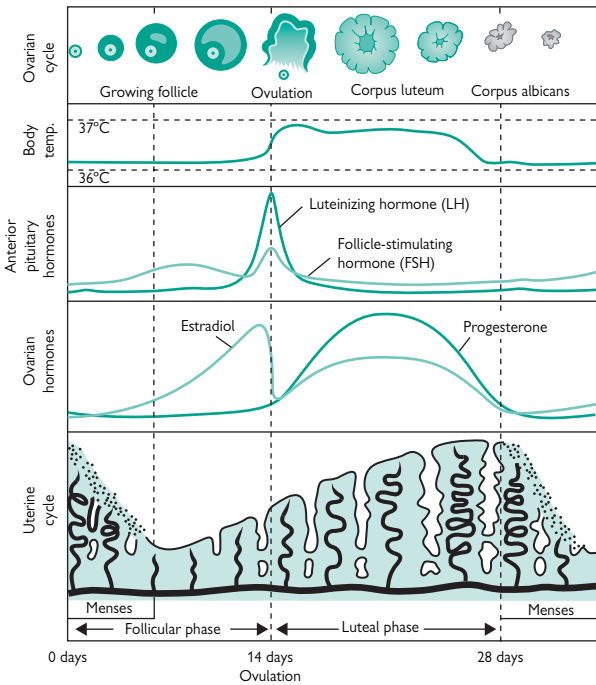 Ovarian
cycle
Growing follicle
Ovulation
Corpus luteum
Corpus albicans
Body
temp.
37°C
36°C
Anterior
pituitary
hormones
Luteinizing hormone (LH)
Follicle-stimulating
hormone (FSH)
Ovarian
hormones
Estradiol
Progesterone
Uterine
cycle
Menses
Menses
Follicular phase
Luteal phase
0 days
14 days
28 days
Ovulation